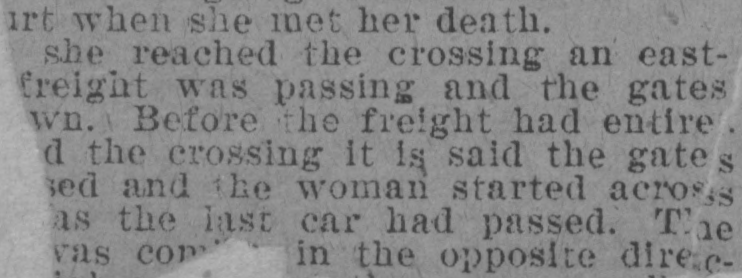 irt when she met her death.
she reached the crossing an east-
freight was passing and the gates
wn. Before the freight had entire
d the crossing it is said the gates
sed and the woman started across
as the last car had passed. The
vas in the opposite direc-